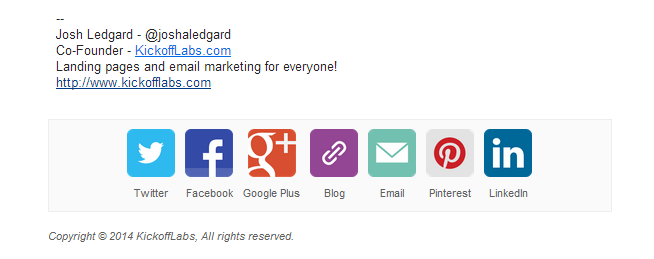 --
Josh Ledgard - @joshaledgard
Co-Founder - KickoffLabs.com
Landing pages and email marketing for everyone!
http://www.kickofflabs.com
Twitter Facebook Google Plus Blog Email Pinterest LinkedIn
Copyright © 2014 KickoffLabs, All rights reserved.